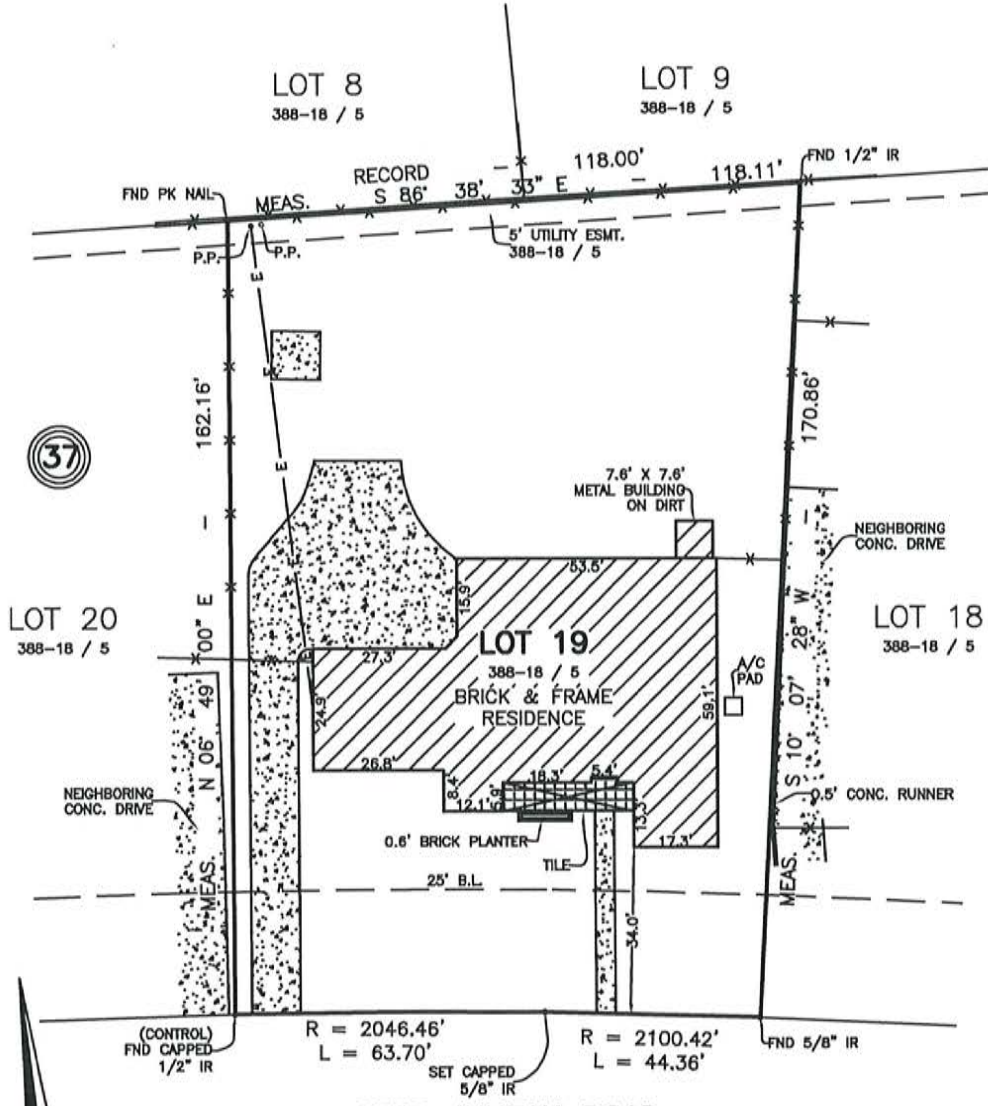 LOT 8
388-18 / 5
LOT 9
388-18 / 5
FND PK NAIL
MEAS.
RECORD
S 86° 38' 33" E
118.00'
118.11'
FND 1/2" IR
P.P.
P.P.
5' UTILITY ESMT.
388-18 / 5
E
E
E
37
162.16'
170.86'
7.6' X 7.6'
METAL BUILDING
ON DIRT
NEIGHBORING
CONC. DRIVE
LOT 20
388-18 / 5
LOT 18
388-18 / 5
53.5'
15.9'
27.3'
LOT 19
388-18 / 5
BRICK & FRAME
RESIDENCE
A/C
PAD
24.9'
59.1'
MEAS. N 06° 49' 00" E
MEAS. S 10° 07' 28" W
26.8'
8.4'
12.1'
5.9'
18.3'
5.4'
13.3'
17.3'
NEIGHBORING
CONC. DRIVE
0.5' CONC. RUNNER
0.6' BRICK PLANTER
TILE
25' B.L.
34.0'
(CONTROL)
FND CAPPED
1/2" IR
R = 2046.46'
L = 63.70'
SET CAPPED
5/8" IR
R = 2100.42'
L = 44.36'
FND 5/8" IR